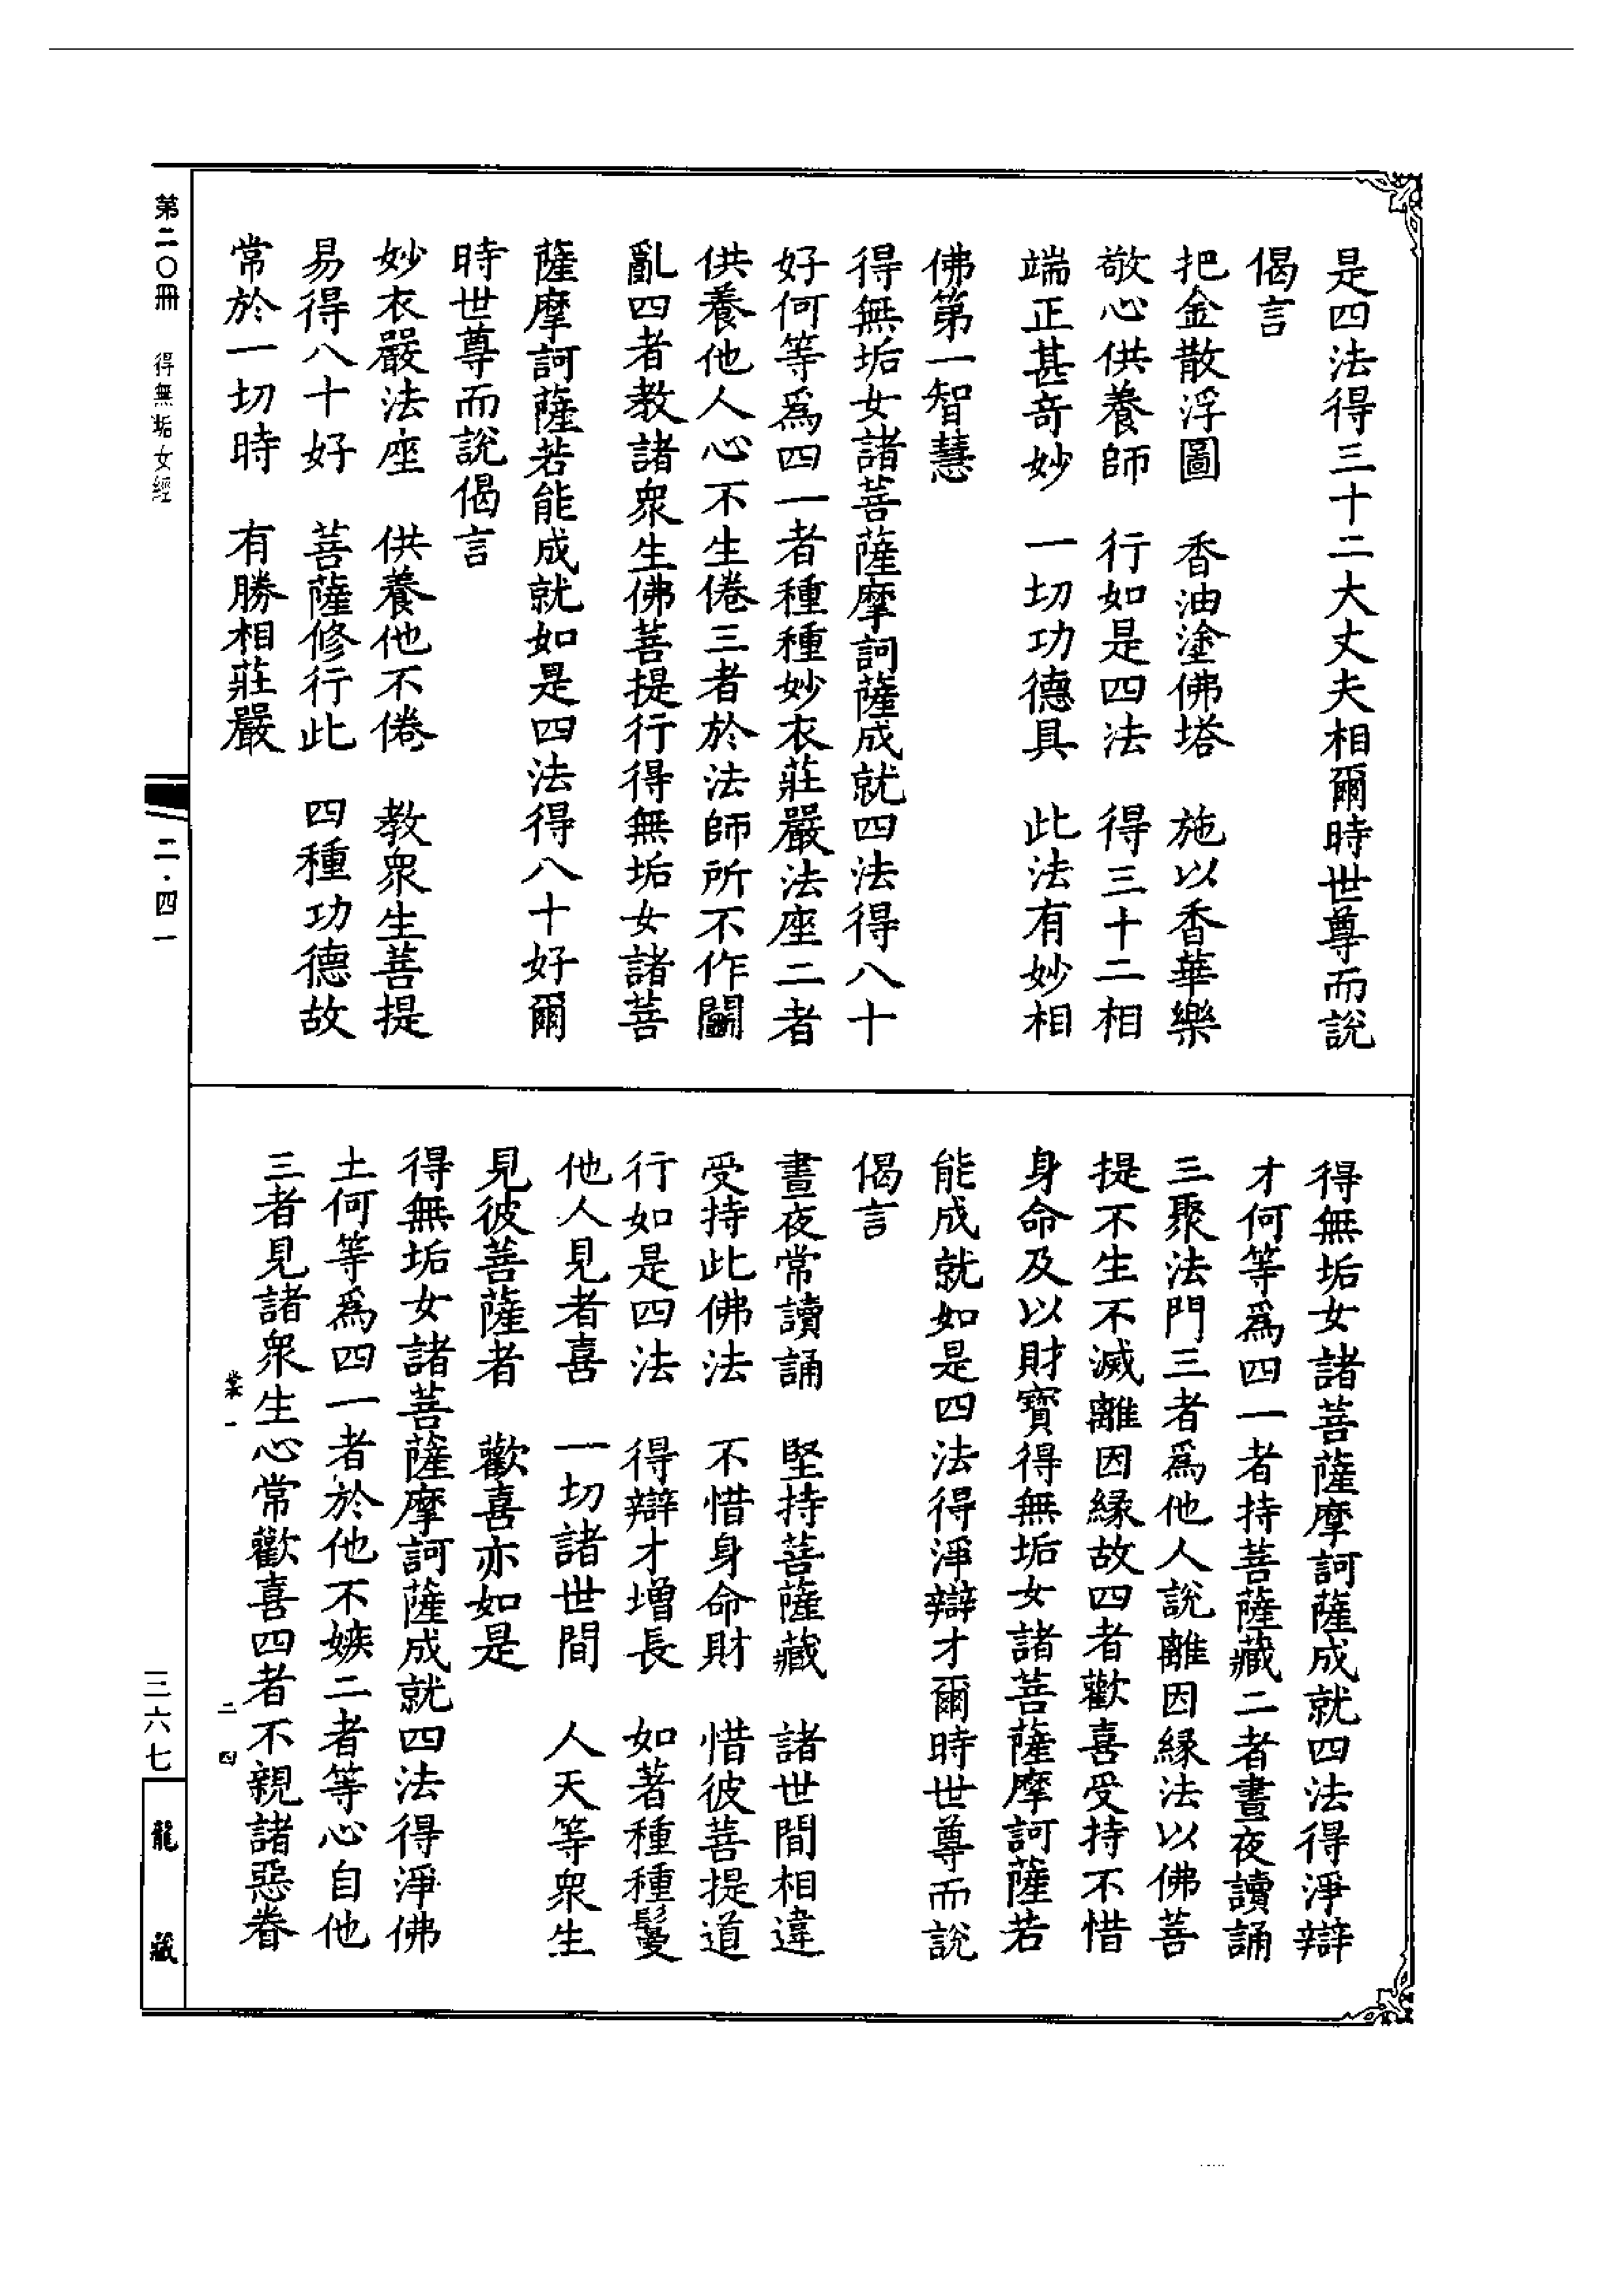 是四法得三十二大丈夫相爾時世尊而説
偈言
把金散浮圖　香油塗佛塔　施以香華樂
敬心供養師　行如是四法　得三十二相
端正甚奇妙　一切功德具　此法有妙相
佛第一智慧
得無垢女諸菩薩摩訶薩成就四法得八十
好何等爲四一者種種妙衣莊嚴法座二者
供養他人心不生倦三者於法師所不作鬭
亂四者教諸衆生佛菩提行得無垢女諸菩
薩摩訶薩若能成就如是四法得八十好爾
時世尊而説偈言
妙衣嚴法座　供養他不倦　教衆生菩提
易得八十好　菩薩修行此　四種功德故
常於一切時　有勝相莊嚴
得無垢女諸菩薩摩訶薩成就四法得淨辯
才何等爲四一者持菩薩藏二者晝夜讀誦
三聚法門三者爲他人説離因緣法以佛菩
提不生不滅離因緣故四者歡喜受持不惜
身命及以財寶得無垢女諸菩薩摩訶薩若
能成就如是四法得淨辯才爾時世尊而説
偈言
晝夜常讀誦　堅持菩薩藏　諸世間相違
受持此佛法　不惜身命財　惜彼菩提道
行如是四法　得辯才增長　如著種種鬘
他人見者喜　一切諸世間　人天等衆生
見彼菩薩者　歡喜亦如是
得無垢女諸菩薩摩訶薩成就四法得淨佛
土何等爲四一者於他不嫉二者等心自他
三者見諸衆生心常歡喜四者不親諸惡眷
棠一　二四
第二〇冊　得無垢女經
二·四一
三六七
龍藏